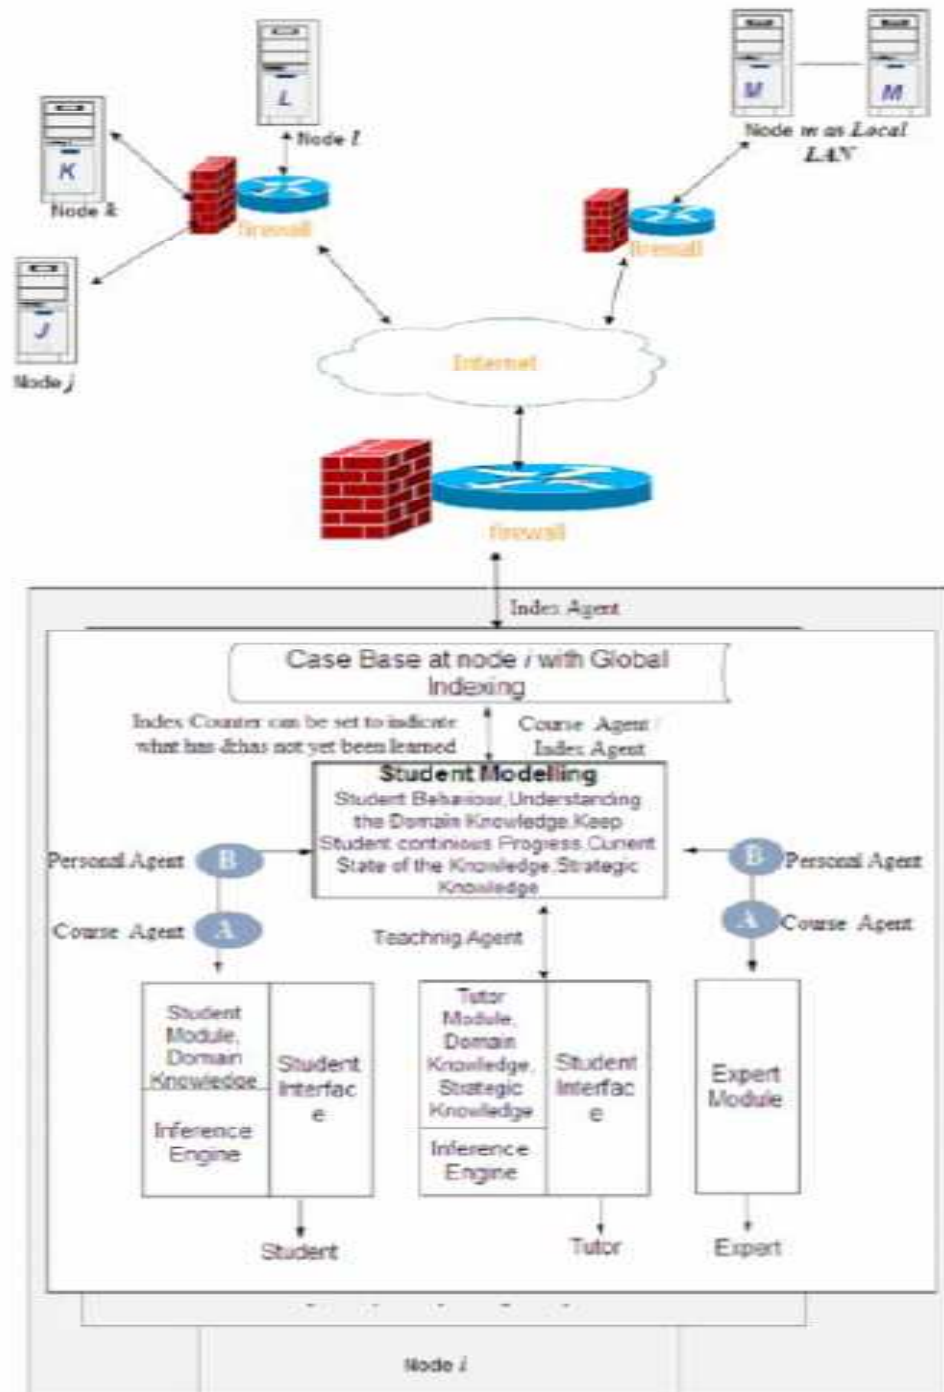 L
M
M
K
Node l
Node m as Local
LAN
Node k
firewall
firewall
J
Internet
Node j
firewall
Index Agent
Case Base at node i with Global
Indexing
Index Counter can be set to indicate
what has &has not yet been learned
Course Agent /
Index Agent
Student Modelling
Student Behaviour,Understanding
the Domain Knowledge,Keep
Student continious Progress,Current
State of the Knowledge,Strategic
Knowledge
Personal Agent
B
B
Personal Agent
Course Agent
A
A
Course Agent
Teachnig Agent
Student
Module,
Domain
Knowledge
Inference
Engine
Student
Interfac
e
Tutor
Module,
Domain
Knowledge,
Strategic
Knowledge
Inference
Engine
Student
Interfac
e
Expert
Module
Student
Tutor
Expert
Node i